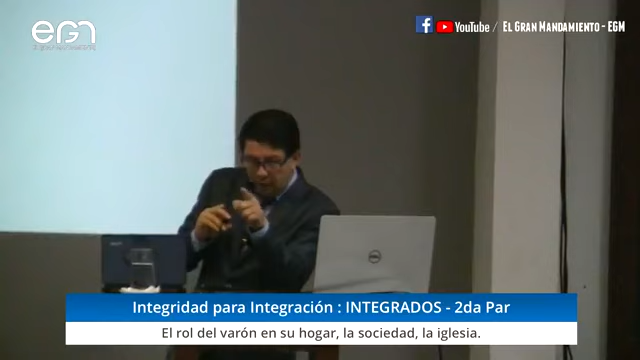 EGM
YouTube / El Gran Mandamiento - EGM
DELL
Integridad para Integración : INTEGRADOS - 2da Par
El rol del varón en su hogar, la sociedad, la iglesia.